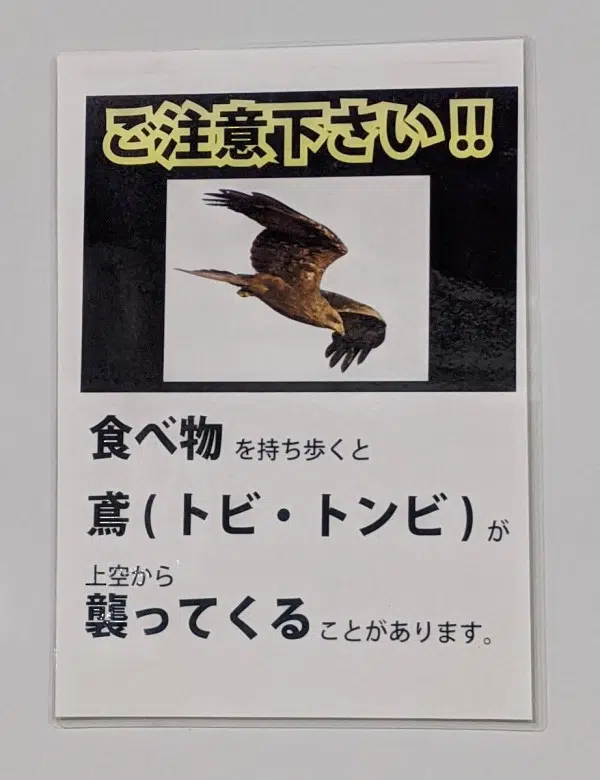 ご注意下さい!!
食べ物を持ち歩くと
鳶(トビ・トンビ)が
上空から
襲ってくることがあります。